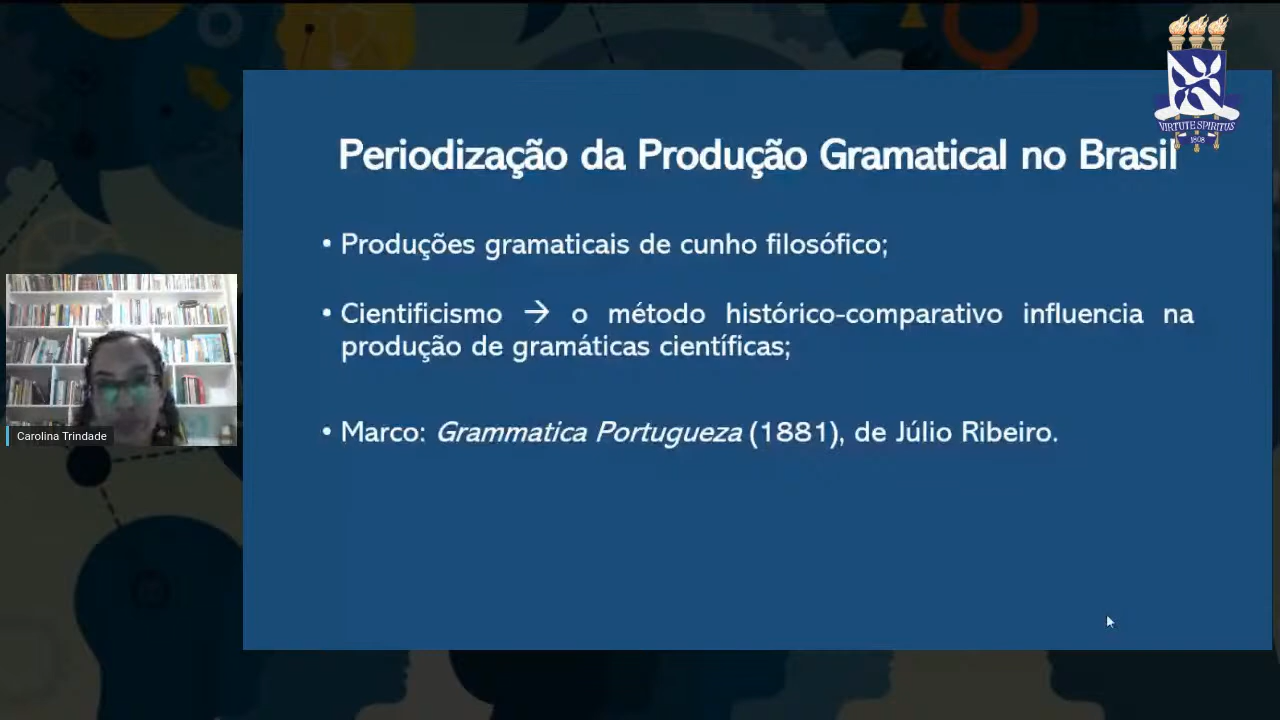 VIRTUTE SPIRITUS
1808
Periodização da Produção Gramatical no Brasil
• Produções gramaticais de cunho filosófico;
• Cientificismo → o método histórico-comparativo influencia na
produção de gramáticas científicas;
• Marco: Grammatica Portugueza (1881), de Júlio Ribeiro.
Carolina Trindade